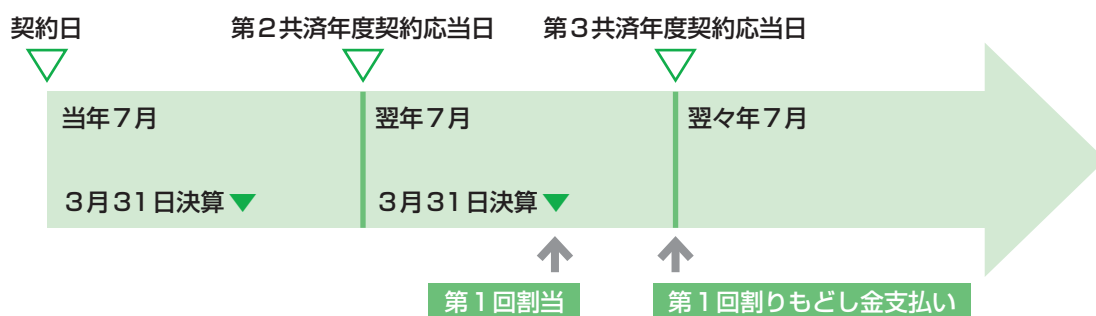 契約日
第2共済年度契約応当日
第3共済年度契約応当日
当年7月
翌年7月
翌々年7月
3月31日決算
3月31日決算
第1回割当
第1回割りもどし金支払い